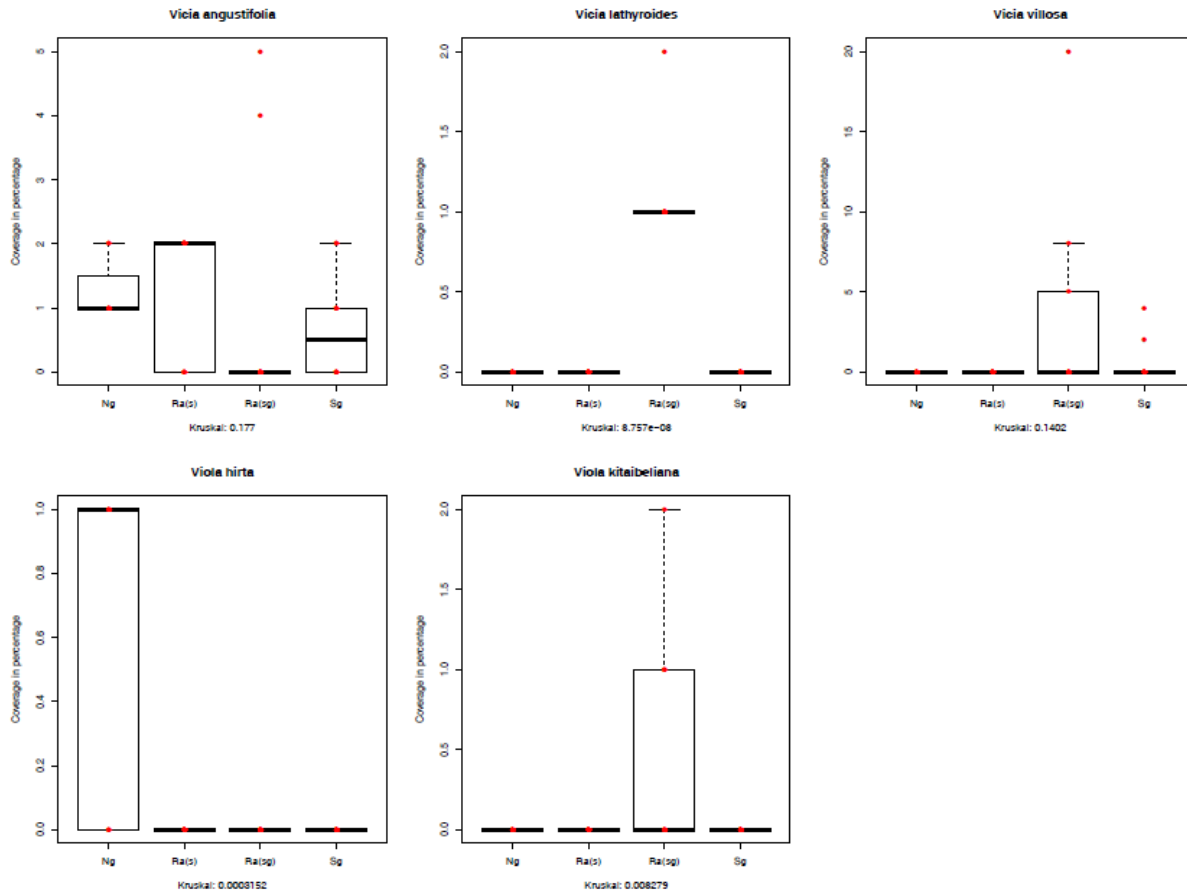 Vicia angustifolia
Vicia lathyroides
Vicia villosa
Coverage in percentage
0
1
2
3
4
5
Ng
Ra(s)
Ra(sg)
Sg
Kruskal: 0.177
Coverage in percentage
0.0
0.5
1.0
1.5
2.0
Ng
Ra(s)
Ra(sg)
Sg
Kruskal: 8.757e-08
Coverage in percentage
0
5
10
15
20
Ng
Ra(s)
Ra(sg)
Sg
Kruskal: 0.1402
Viola hirta
Viola kitaibeliana
Coverage in percentage
0.0
0.2
0.4
0.6
0.8
1.0
Ng
Ra(s)
Ra(sg)
Sg
Kruskal: 0.0003152
Coverage in percentage
0.0
0.5
1.0
1.5
2.0
Ng
Ra(s)
Ra(sg)
Sg
Kruskal: 0.008279